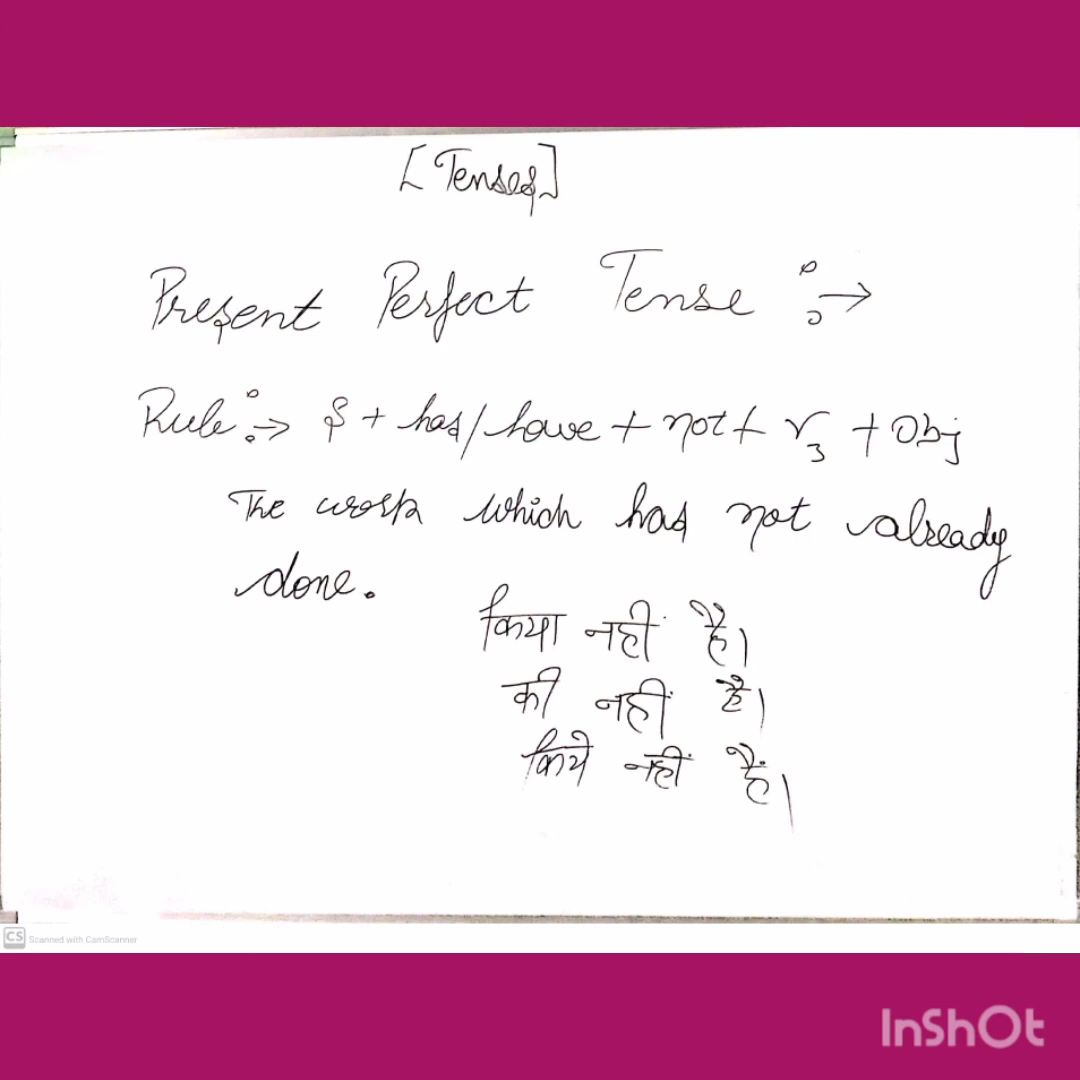 [Tenses]
Present Perfect Tense :→
Rule :→ S + has/have + not + V3 + Obj
The work which has not already
done.
किया नहीं है।
की नहीं है।
किये नहीं हैं।
CS Scanned with CamScanner
InShOt